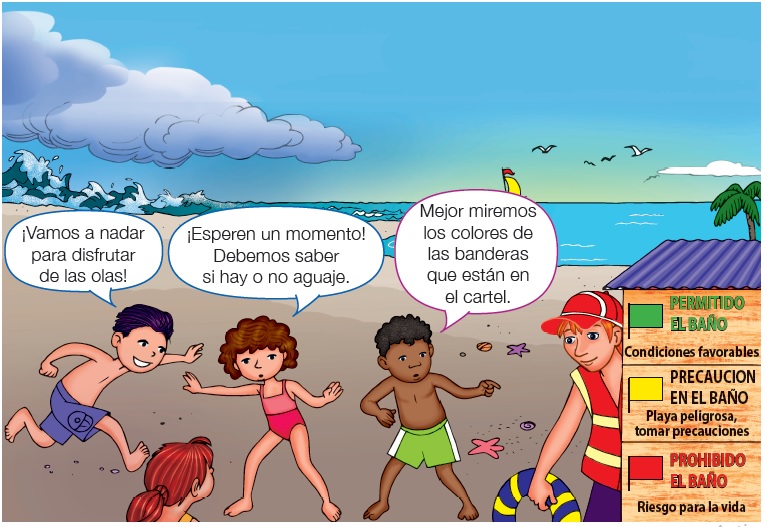 ¡Vamos a nadar
para disfrutar
de las olas!
¡Esperen un momento!
Debemos saber
si hay o no aguaje.
Mejor miremos
los colores de
las banderas
que están en
el cartel.
PERMITIDO
EL BAÑO
Condiciones favorables
PRECAUCION
EN EL BAÑO
Playa peligrosa,
tomar precauciones
PROHIBIDO
EL BAÑO
Riesgo para la vida